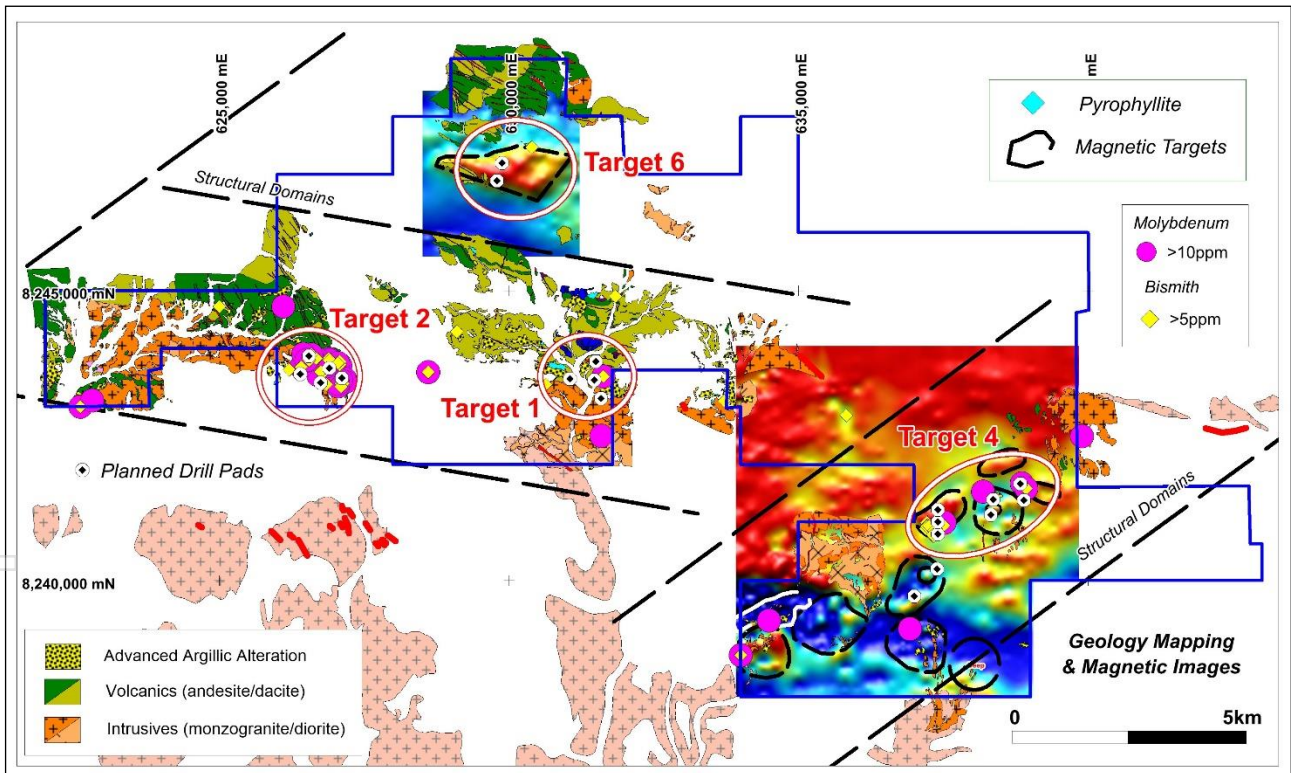 625,000 mE
630,000 mE
635,000 mE
mE
Pyrophyllite
Magnetic Targets
Molybdenum
>10ppm
Bismith
>5ppm
Target 6
Structural Domains
8,245,000 mN
Target 2
Target 1
Target 4
Planned Drill Pads
Structural Domains
8,240,000 mN
Advanced Argillic Alteration
Volcanics (andesite/dacite)
Intrusives (monzogranite/diorite)
Geology Mapping
& Magnetic Images
0 5km